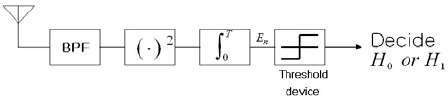 BPF
( · )²
∫₀ᵀ
Eₙ
Threshold
device
Decide
H₀ or H₁